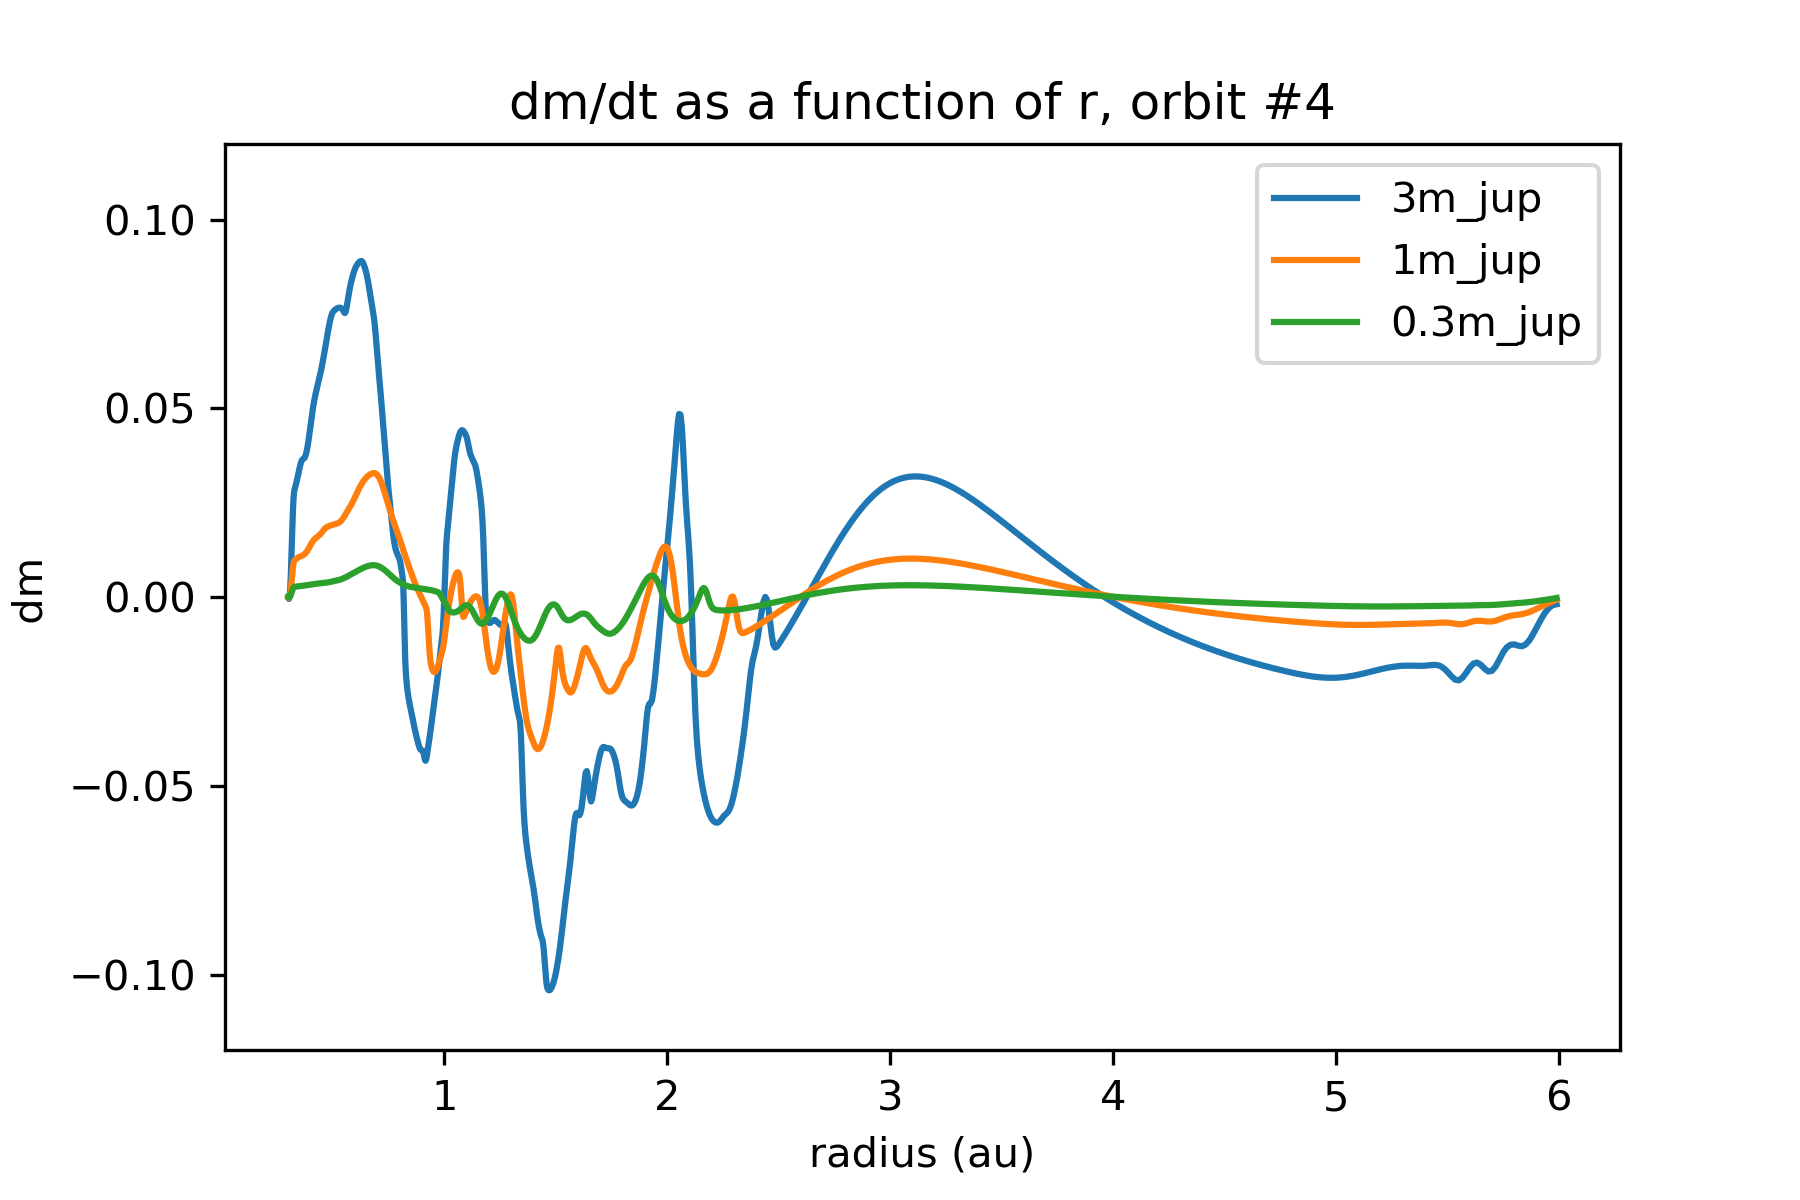 dm/dt as a function of r, orbit #4
3m_jup
1m_jup
0.3m_jup
dm
0.10
0.05
0.00
−0.05
−0.10
1 2 3 4 5 6
radius (au)